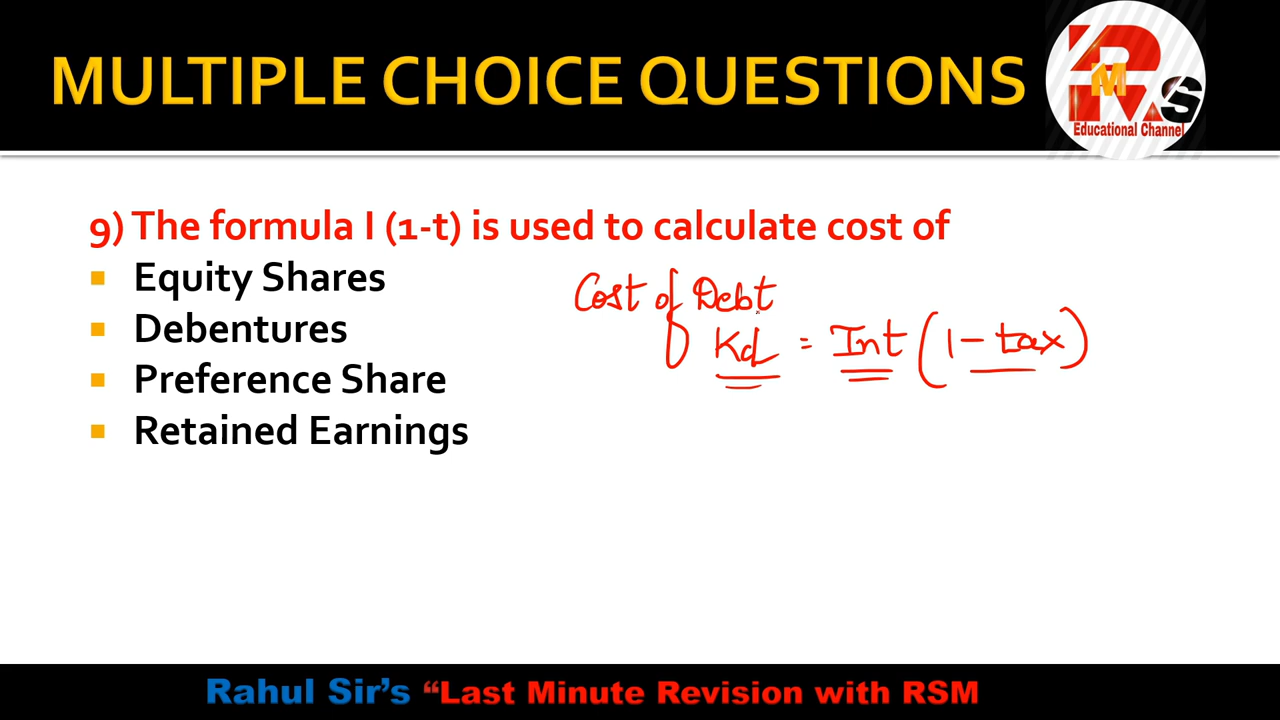 MULTIPLE CHOICE QUESTIONS
RMS
Educational Channel
9) The formula I (1-t) is used to calculate cost of
Equity Shares
Debentures
Preference Share
Retained Earnings
Cost of Debt
Kd = Int (1 - tax)
Rahul Sir's "Last Minute Revision with RSM